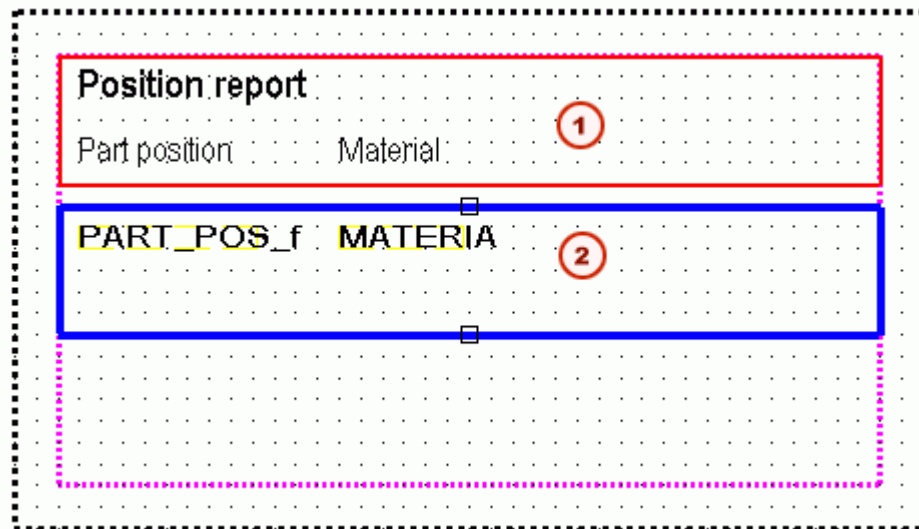 Position report
Part position Material
1
PART_POS_f MATERIA
2